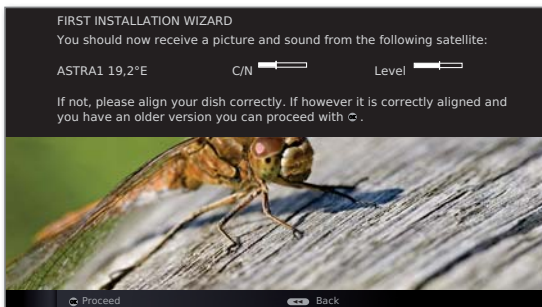 FIRST INSTALLATION WIZARD
You should now receive a picture and sound from the following satellite:
ASTRA1 19,2°E C/N Level
If not, please align your dish correctly. If however it is correctly aligned and
you have an older version you can proceed with OK .
OK Proceed Back